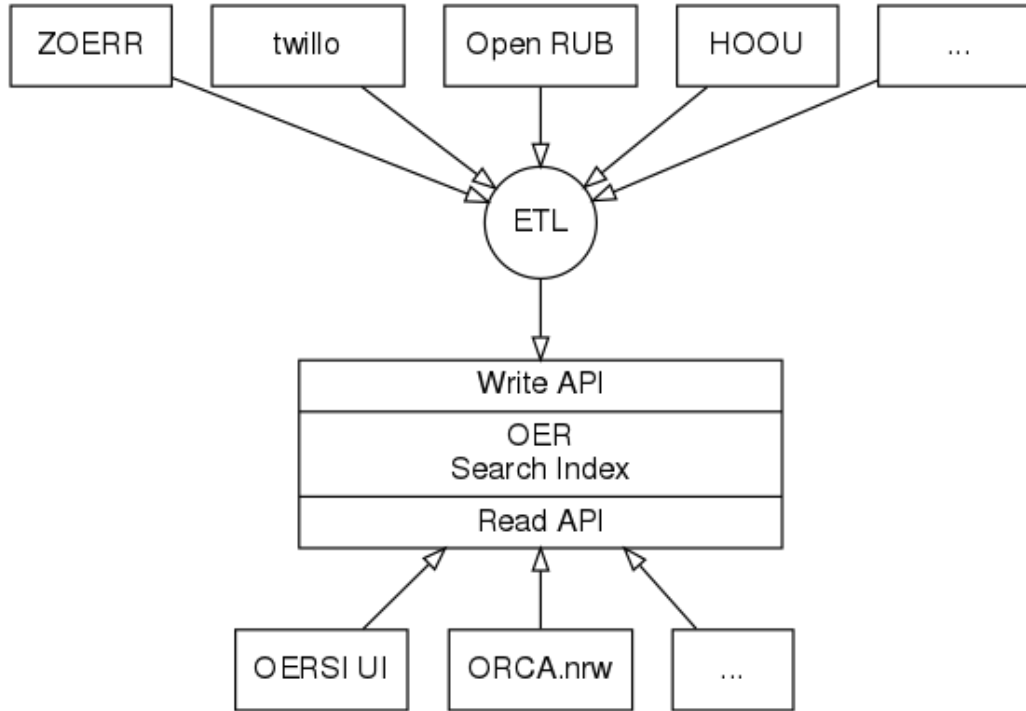 ZOERR
twillo
Open RUB
HOOU
...
ETL
Write API
OER
Search Index
Read API
OERSI UI
ORCA.nrw
...